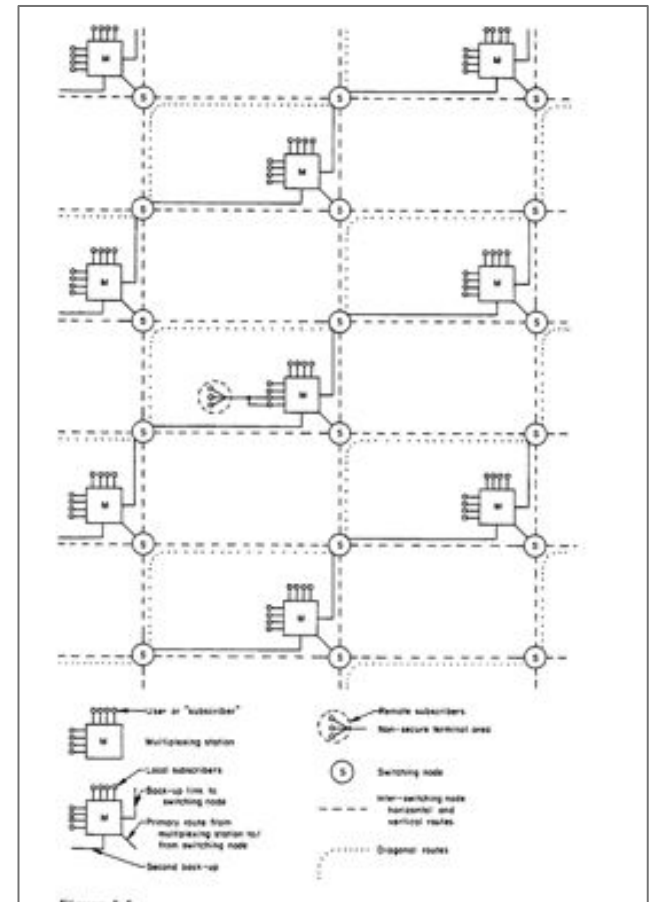 M
M
S
S
S
M
S
S
S
M
M
S
S
S
M
S
S
S
M
M
S
S
S
M
S
S
S
User or "subscriber"
M
Multiplexing station
Local subscribers
Back-up link to
switching node
M
Primary route from
multiplexing station to/
from switching node
Second back-up
Remote subscribers
Non-secure terminal area
S
Switching node
Inter-switching node
horizontal and
vertical routes
Diagonal routes